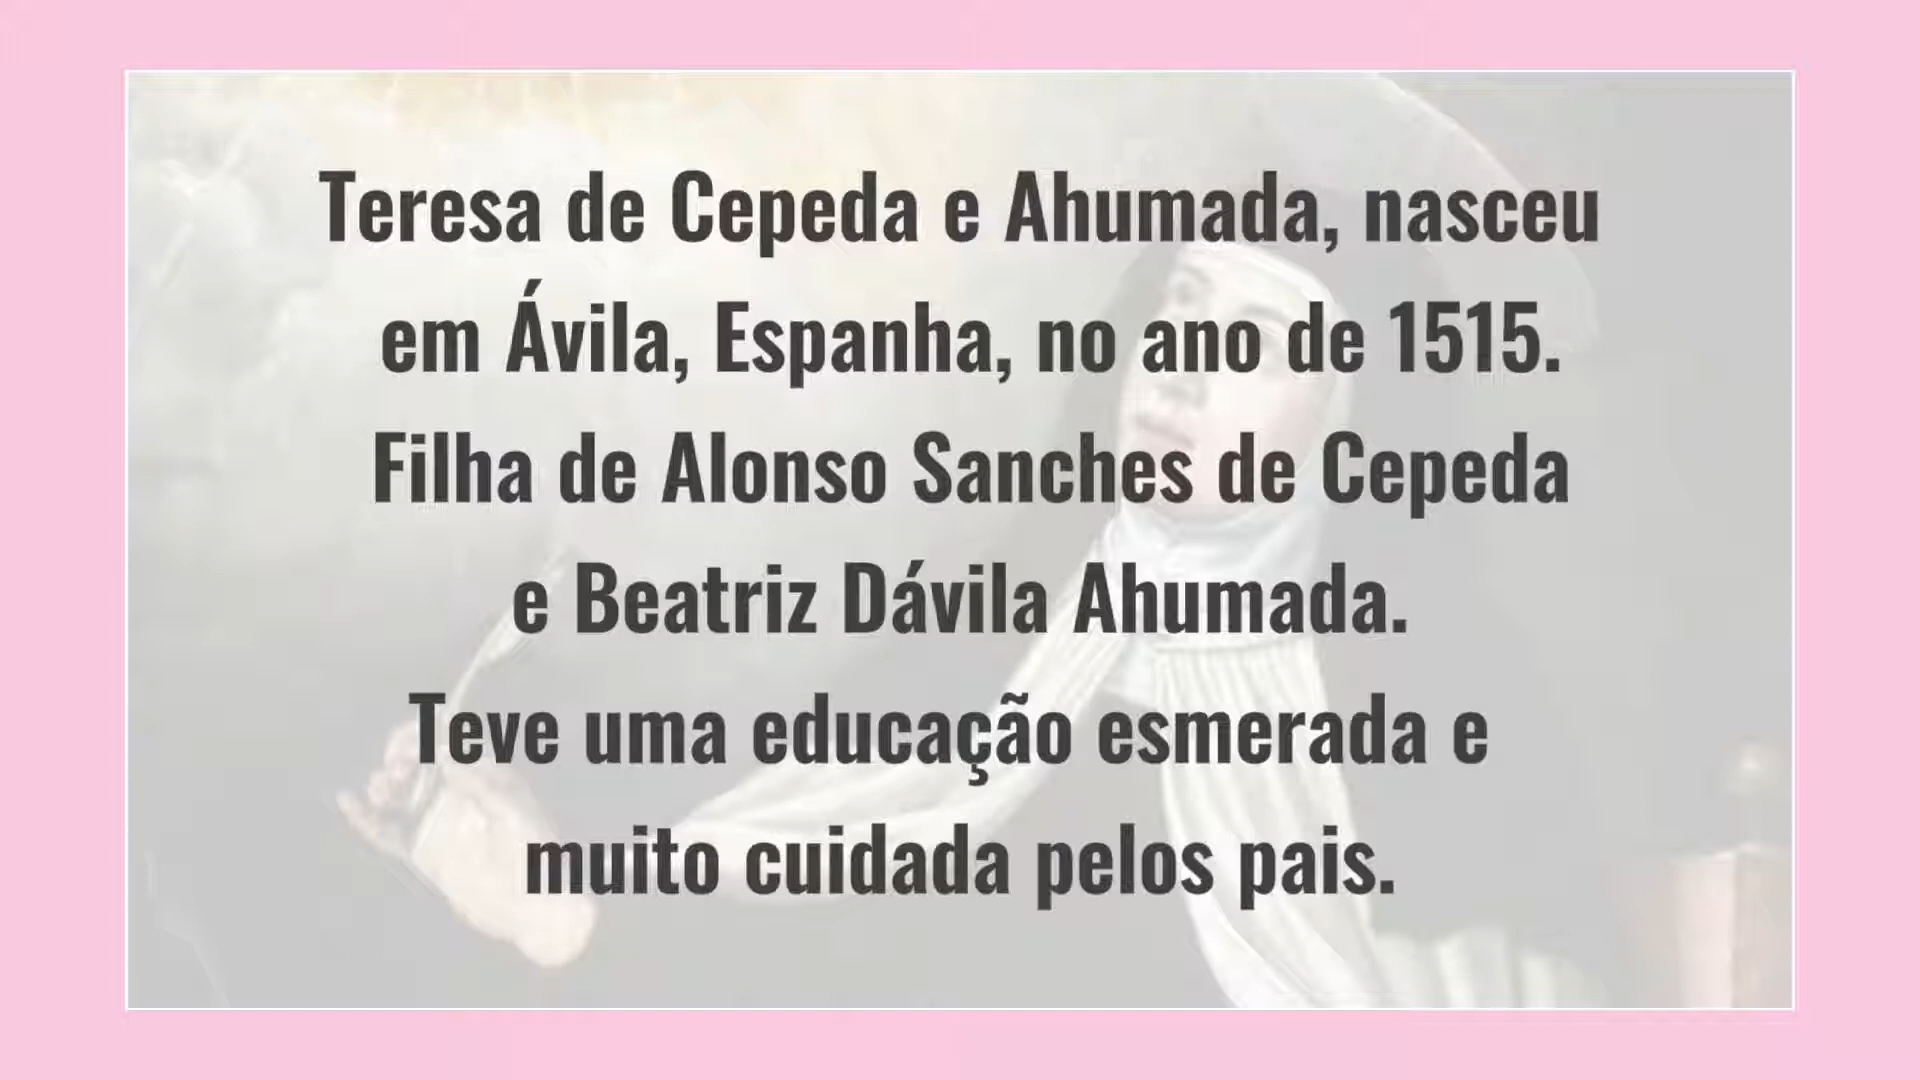 Teresa de Cepeda e Ahumada, nasceu
em Ávila, Espanha, no ano de 1515.
Filha de Alonso Sanches de Cepeda
e Beatriz Dávila Ahumada.
Teve uma educação esmerada e
muito cuidada pelos pais.